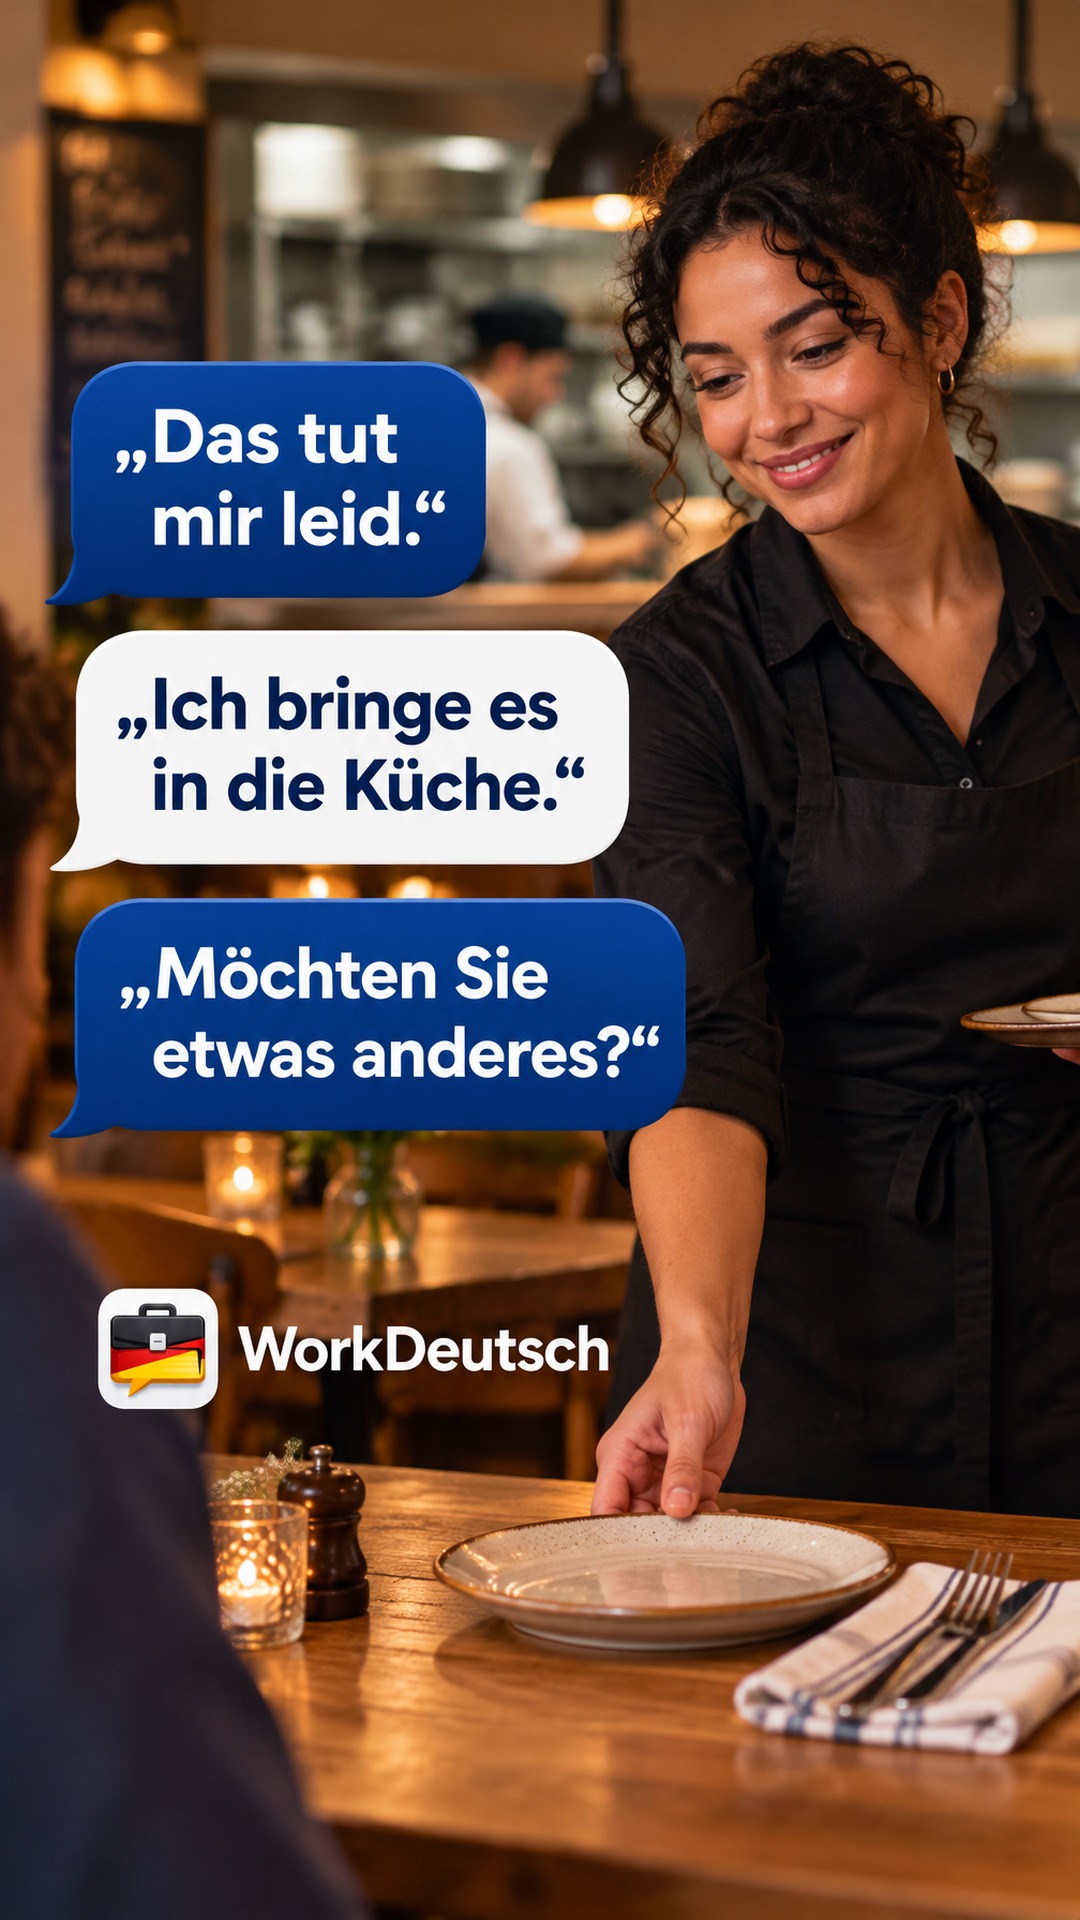 „Das tut
mir leid.“
„Ich bringe es
in die Küche.“
„Möchten Sie
etwas anderes?“
WorkDeutsch